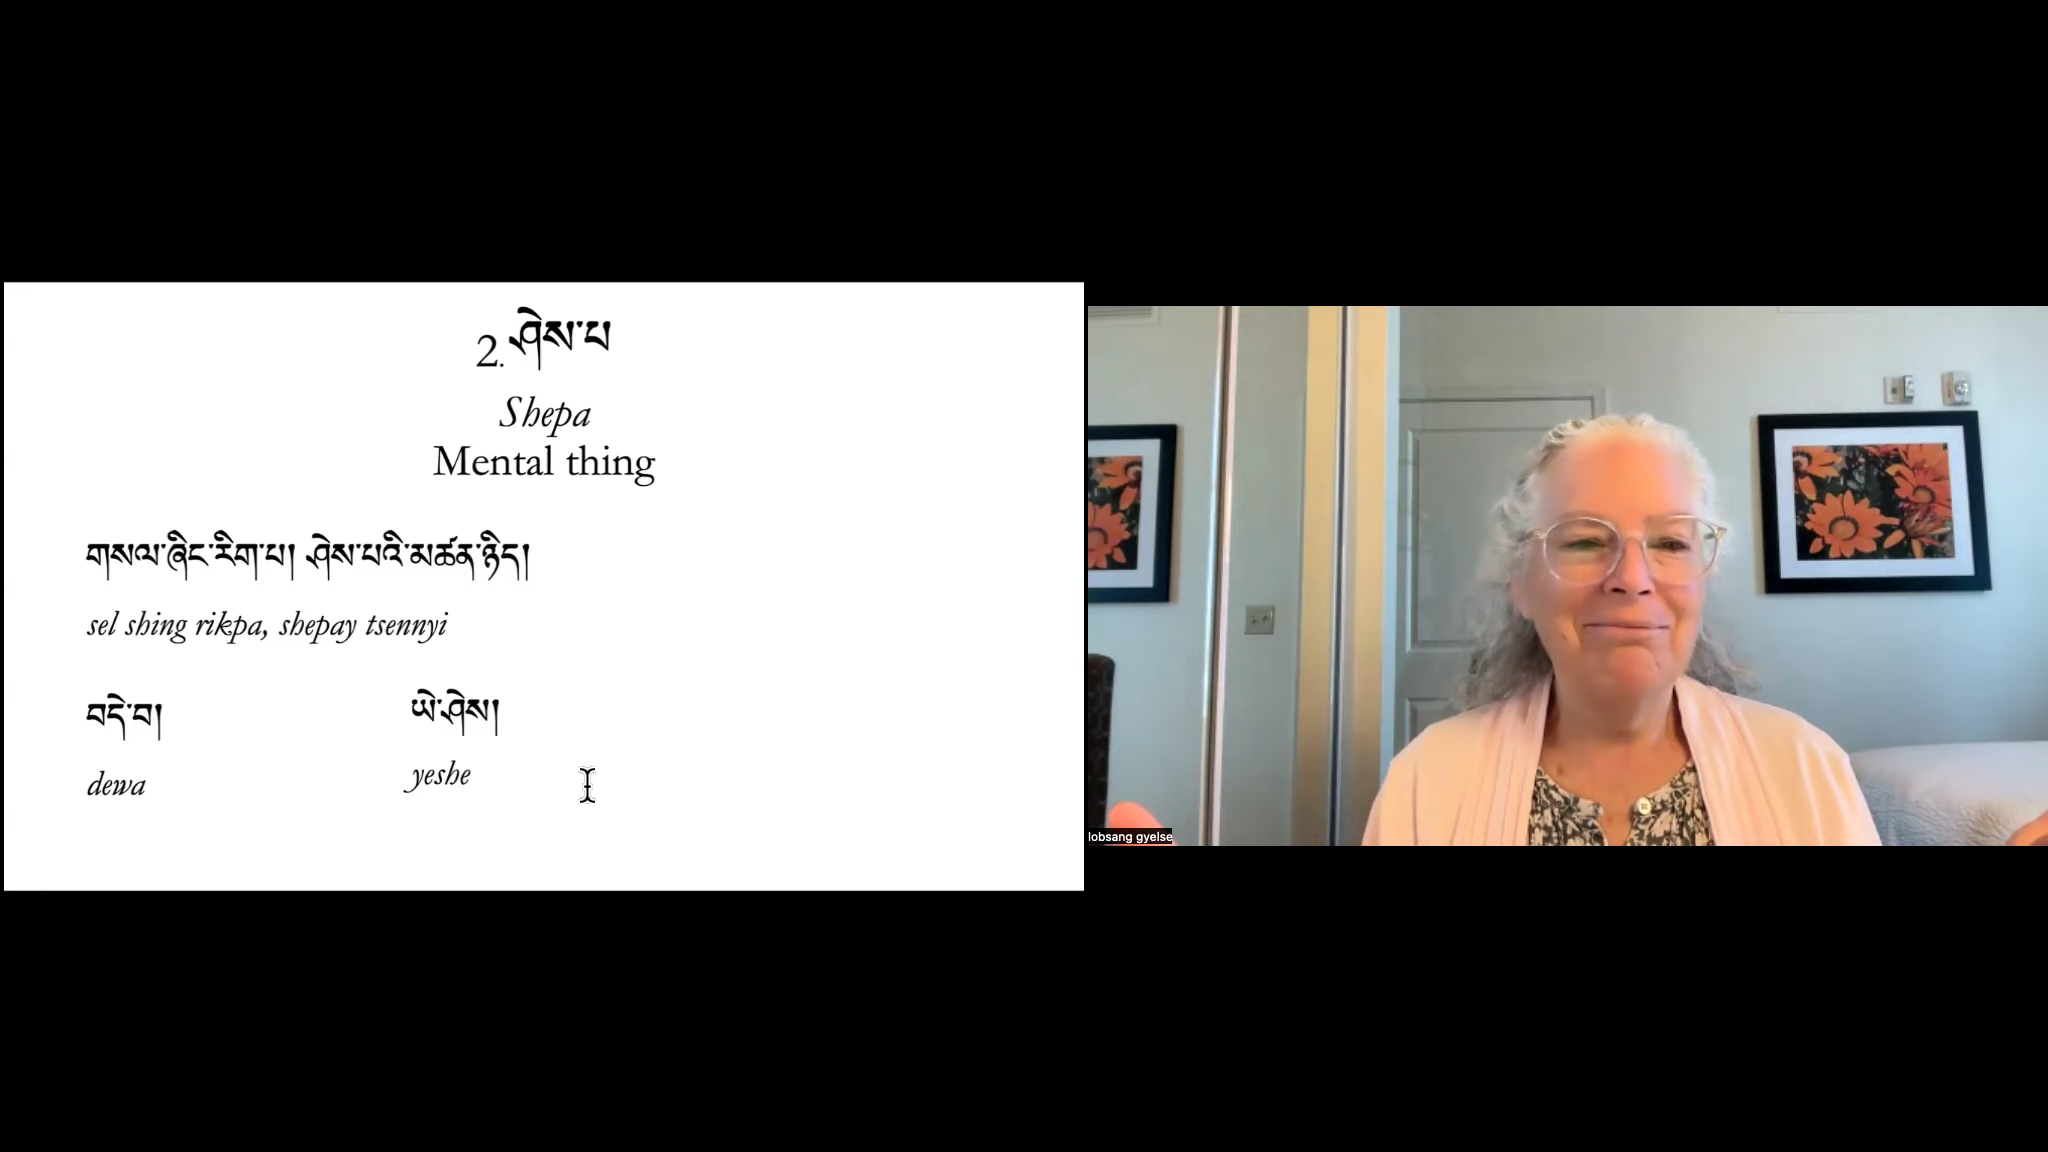 2. ཤེས་པ
Shepa
Mental thing
གསལ་ཞིང་རིག་པ། ཤེས་པའི་མཚན་ཉིད།
sel shing rikpa, shepay tsennyi
བདེ་བ། ཡེ་ཤེས།
dewa yeshe
lobsang gyelse